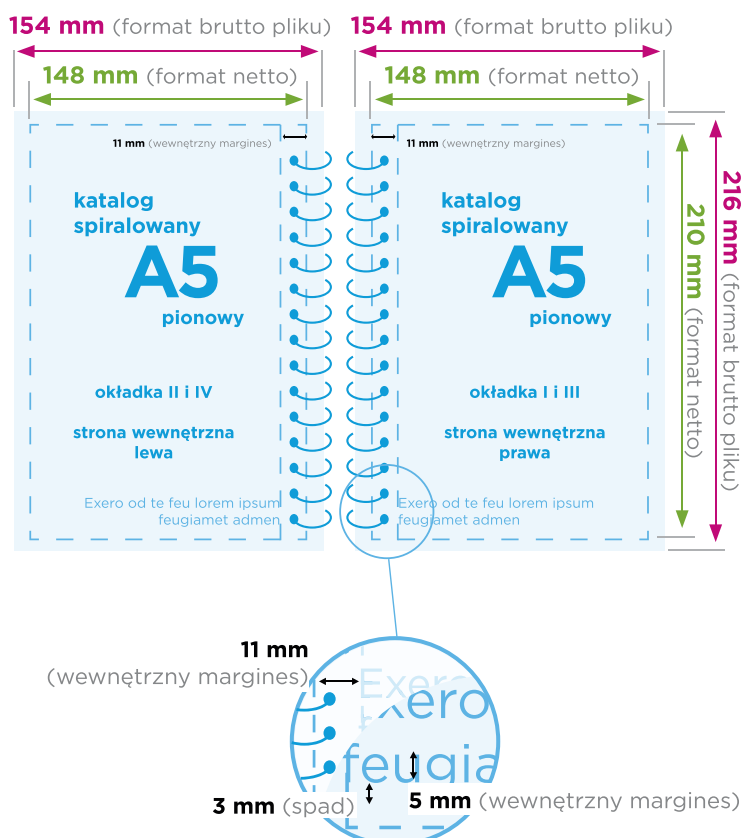 154 mm (format brutto pliku)
154 mm (format brutto pliku)
148 mm (format netto)
148 mm (format netto)
11 mm (wewnętrzny margines)
11 mm (wewnętrzny margines)
katalog
spiralowany
A5
pionowy
okładka II i IV
strona wewnętrzna
lewa
Exero od te feu lorem ipsum
feugiamet admen
katalog
spiralowany
A5
pionowy
okładka I i III
strona wewnętrzna
prawa
Exero od te feu lorem ipsum
feugiamet admen
210 mm (format netto)
216 mm (format brutto pliku)
11 mm
(wewnętrzny margines)
Exero
Exero
feugia
3 mm (spad)
5 mm (wewnętrzny margines)